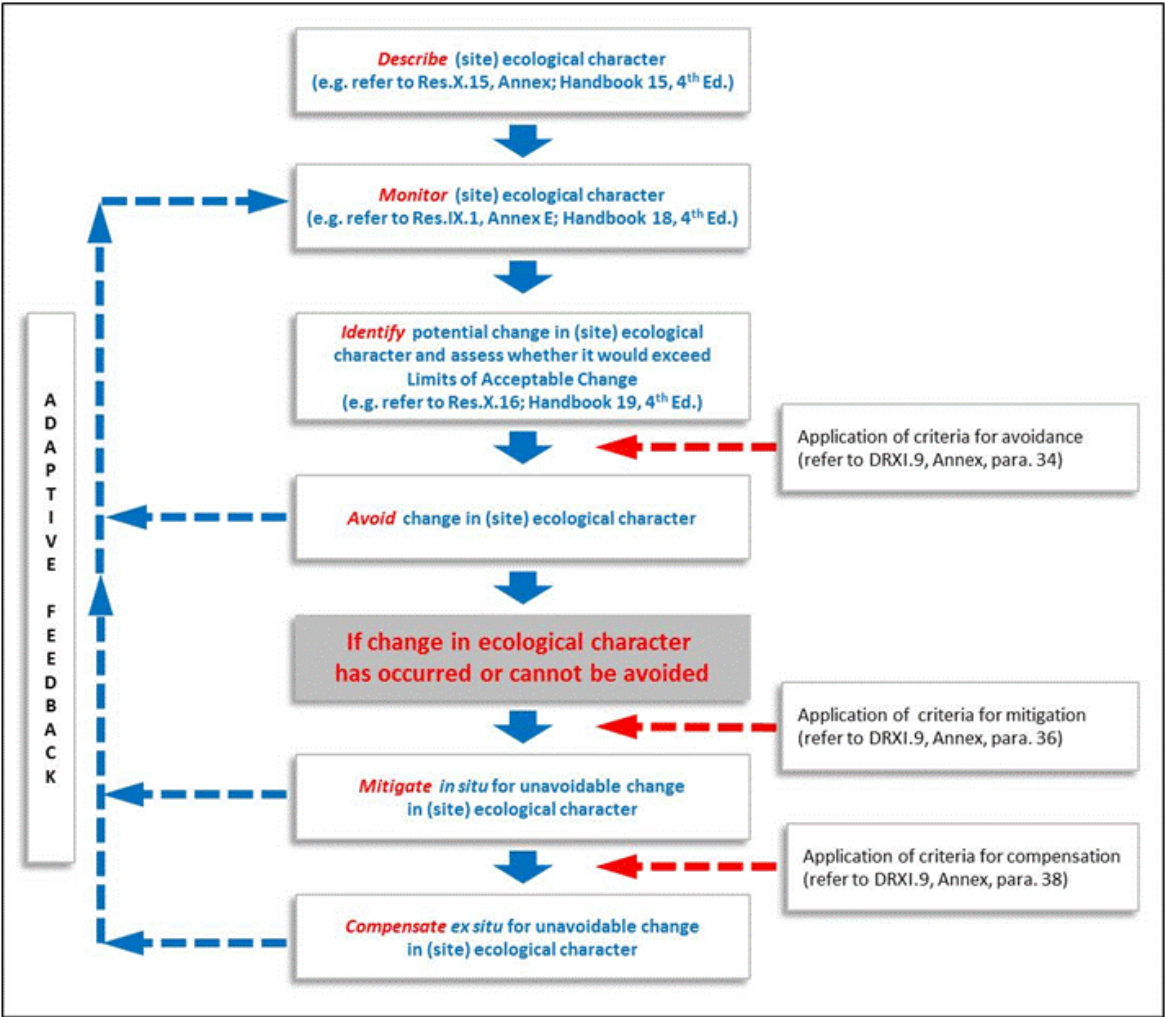 Describe (site) ecological character
(e.g. refer to Res.X.15, Annex; Handbook 15, 4th Ed.)
Monitor (site) ecological character
(e.g. refer to Res.IX.1, Annex E; Handbook 18, 4th Ed.)
Identify potential change in (site) ecological
character and assess whether it would exceed
Limits of Acceptable Change
(e.g. refer to Res.X.16; Handbook 19, 4th Ed.)
Application of criteria for avoidance
(refer to DRXI.9, Annex, para. 34)
Avoid change in (site) ecological character
If change in ecological character
has occurred or cannot be avoided
Application of criteria for mitigation
(refer to DRXI.9, Annex, para. 36)
Mitigate in situ for unavoidable change
in (site) ecological character
Application of criteria for compensation
(refer to DRXI.9, Annex, para. 38)
Compensate ex situ for unavoidable change
in (site) ecological character
ADAPTIVE FEEDBACK